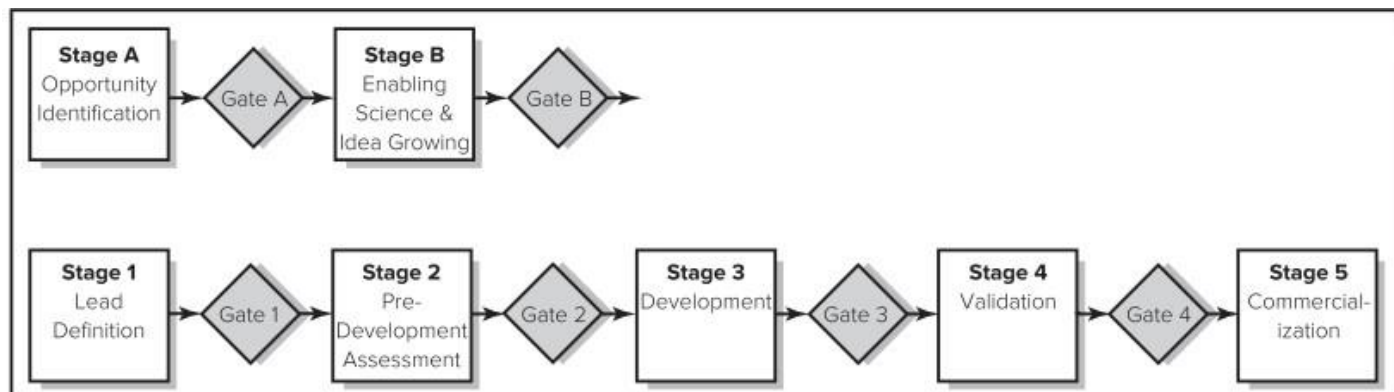 Stage A
Opportunity
Identification
Gate A
Stage B
Enabling
Science &
Idea Growing
Gate B
Stage 1
Lead
Definition
Gate 1
Stage 2
Pre-
Development
Assessment
Gate 2
Stage 3
Development
Gate 3
Stage 4
Validation
Gate 4
Stage 5
Commercial-
ization